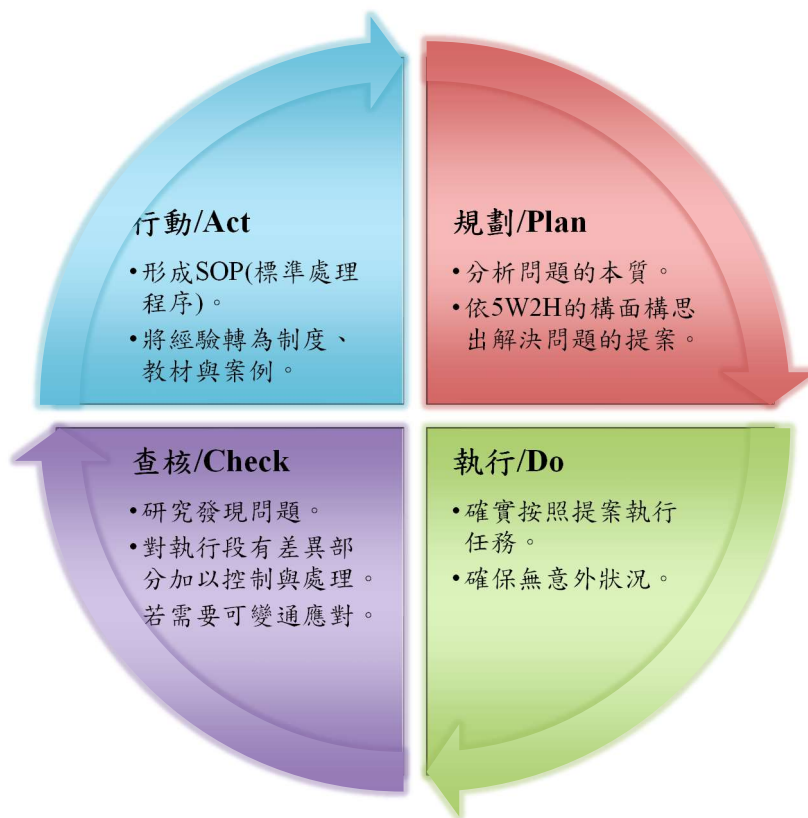 行動/Act
•形成SOP(標準處理
程序)。
•將經驗轉為制度、
教材與案例。
規劃/Plan
•分析問題的本質。
•依5W2H的構面構思
出解決問題的提案。
查核/Check
•研究發現問題。
•對執行段有差異部
分加以控制與處理。
若需要可變通應對。
執行/Do
•確實按照提案執行
任務。
•確保無意外狀況。